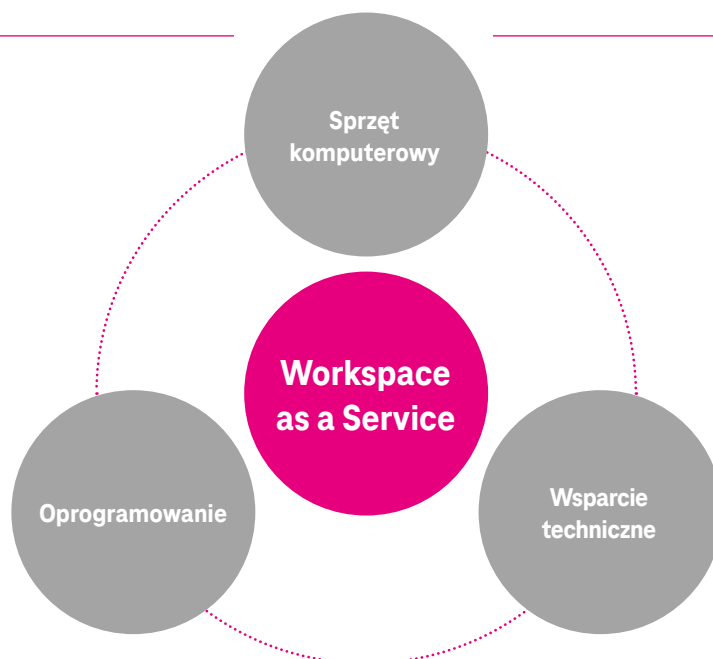 Sprzęt
komputerowy
Workspace
as a Service
Oprogramowanie
Wsparcie
techniczne